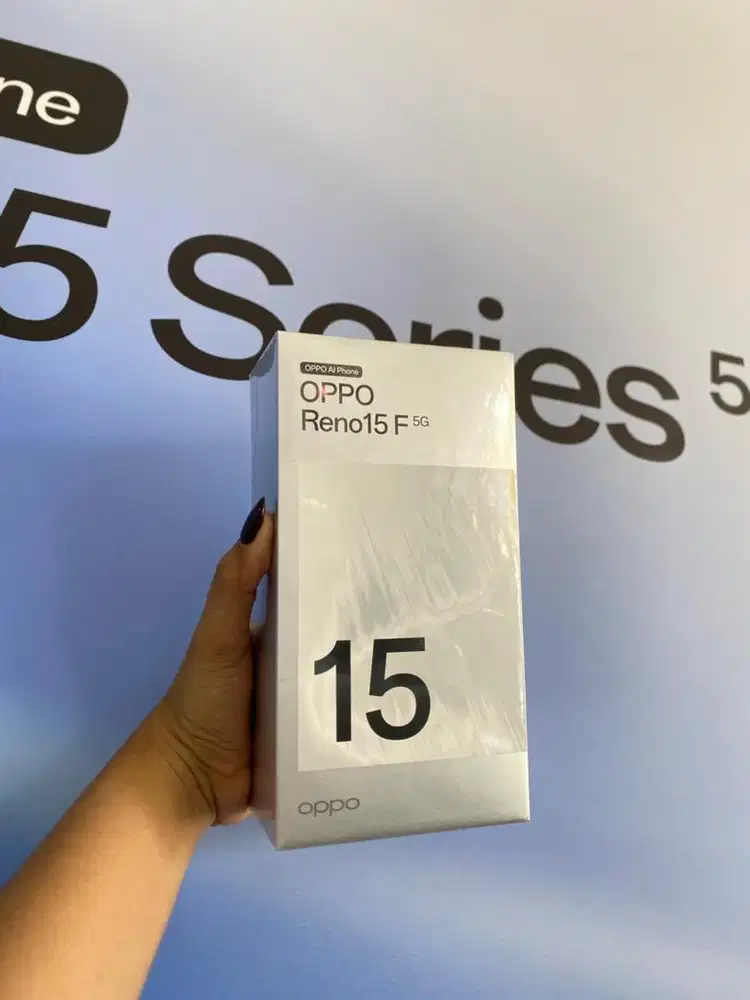 ne
5 Series 5
OPPO AI Phone
OPPO
Reno15 F 5G
15
oppo